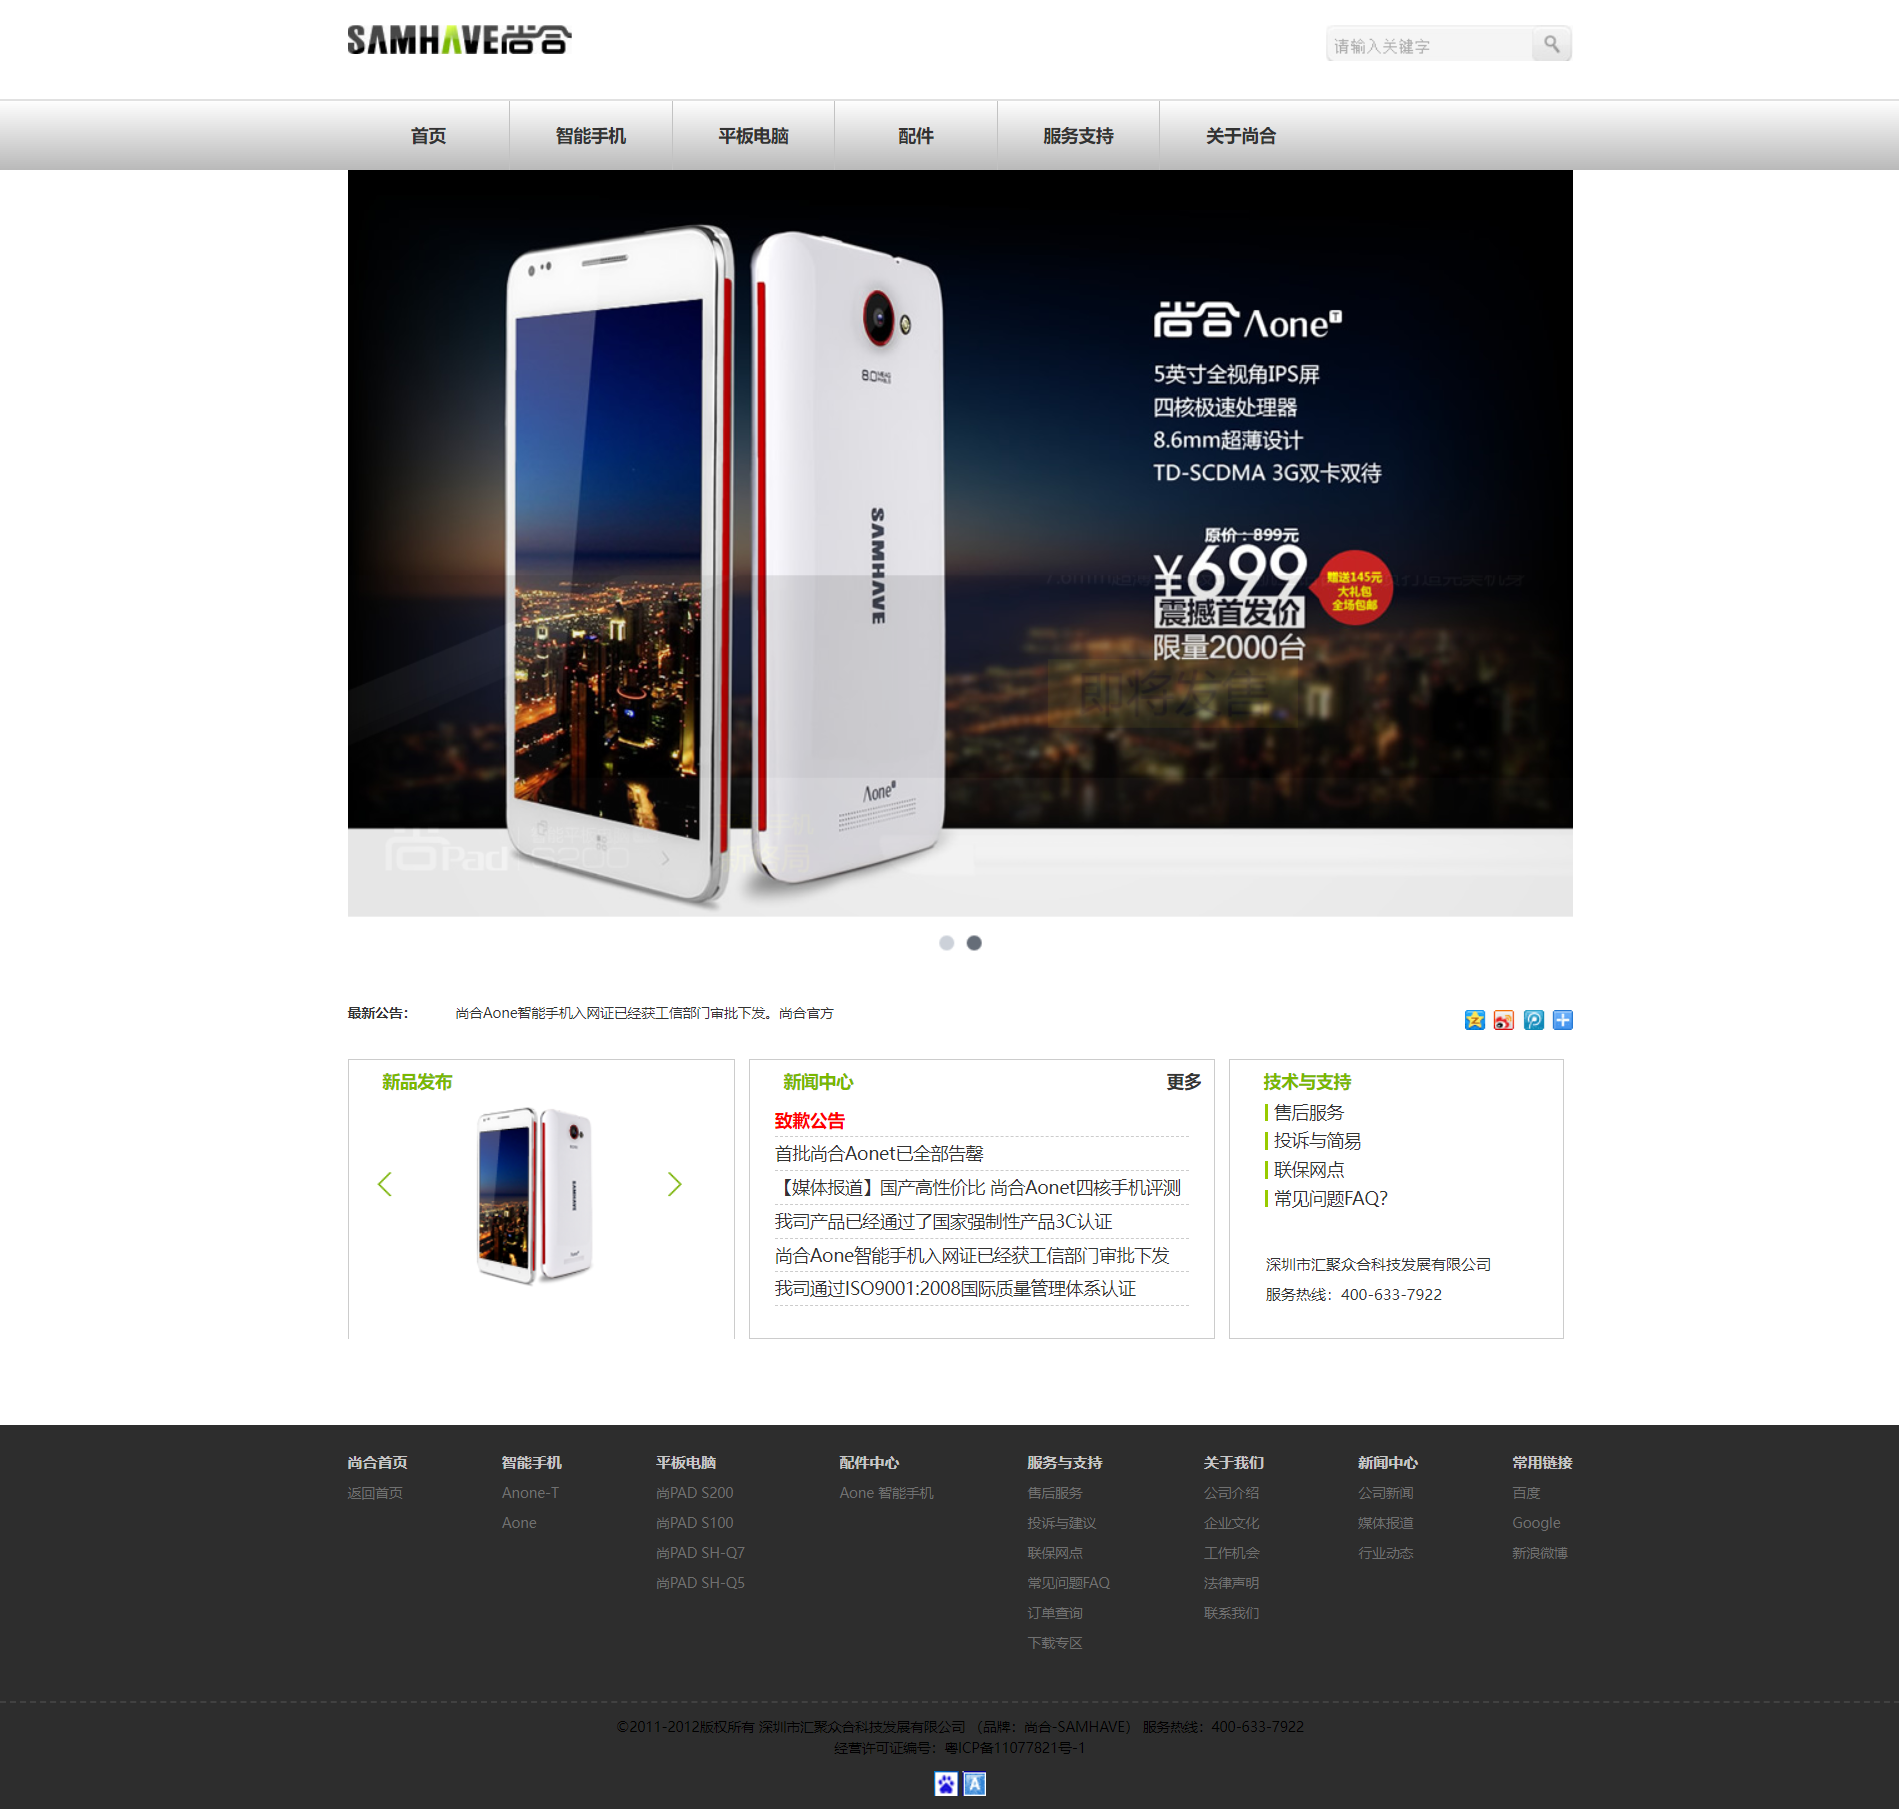 SAMHAVE尚合
请输入关键字
首页
智能手机
平板电脑
配件
服务支持
关于尚合
尚合Aone T
5英寸全视角IPS屏
四核极速处理器
8.6mm超薄设计
TD-SCDMA 3G双卡双待
原价:899元
¥699
赠送145元
大礼包
全场包邮
震撼首发价
限量2000台
即将发售
SAMHAVE
Aone
尚Pad
最新公告：
尚合Aone智能手机入网证已经获工信部门审批下发。尚合官方
新品发布
新闻中心
更多
致歉公告
首批尚合Aonet已全部告罄
【媒体报道】国产高性价比 尚合Aonet四核手机评测
我司产品已经通过了国家强制性产品3C认证
尚合Aone智能手机入网证已经获工信部门审批下发
我司通过ISO9001:2008国际质量管理体系认证
技术与支持
售后服务
投诉与简易
联保网点
常见问题FAQ?
深圳市汇聚众合科技发展有限公司
服务热线：400-633-7922
尚合首页
返回首页
智能手机
Anone-T
Aone
平板电脑
尚PAD S200
尚PAD S100
尚PAD SH-Q7
尚PAD SH-Q5
配件中心
Aone 智能手机
服务与支持
售后服务
投诉与建议
联保网点
常见问题FAQ
订单查询
下载专区
关于我们
公司介绍
企业文化
工作机会
法律声明
联系我们
新闻中心
公司新闻
媒体报道
行业动态
常用链接
百度
Google
新浪微博
©2011-2012版权所有 深圳市汇聚众合科技发展有限公司 （品牌：尚合-SAMHAVE） 服务热线：400-633-7922
经营许可证编号：粤ICP备11077821号-1